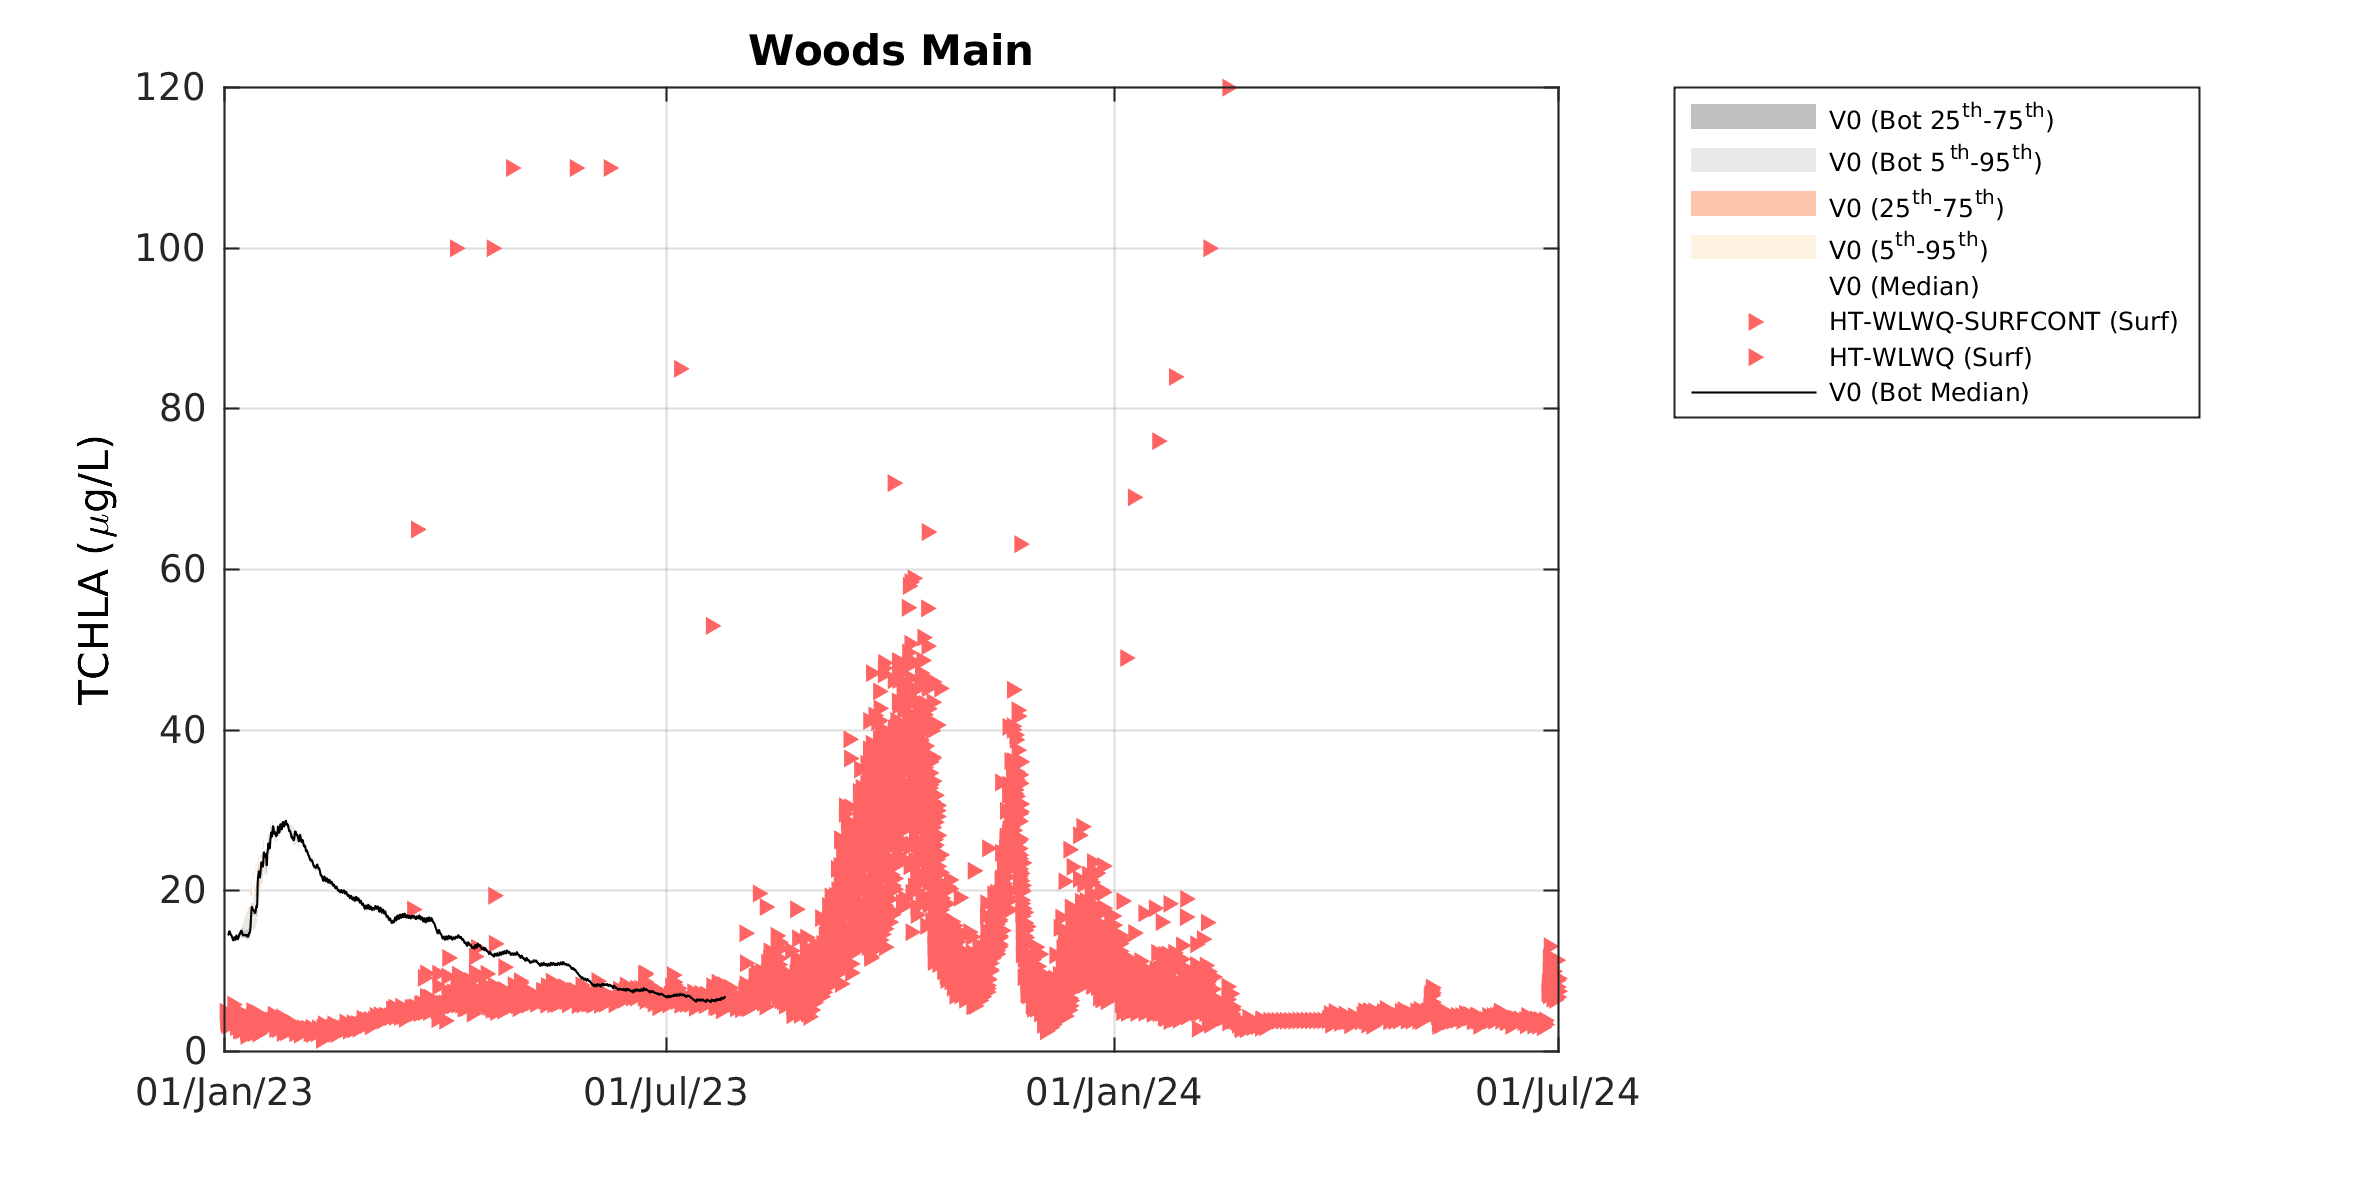 Woods Main
120
100
80
60
40
20
0
TCHLA (μg/L)
01/Jan/23
01/Jul/23
01/Jan/24
01/Jul/24
V0 (Bot 25th-75th)
V0 (Bot 5th-95th)
V0 (25th-75th)
V0 (5th-95th)
V0 (Median)
HT-WLWQ-SURFCONT (Surf)
HT-WLWQ (Surf)
V0 (Bot Median)